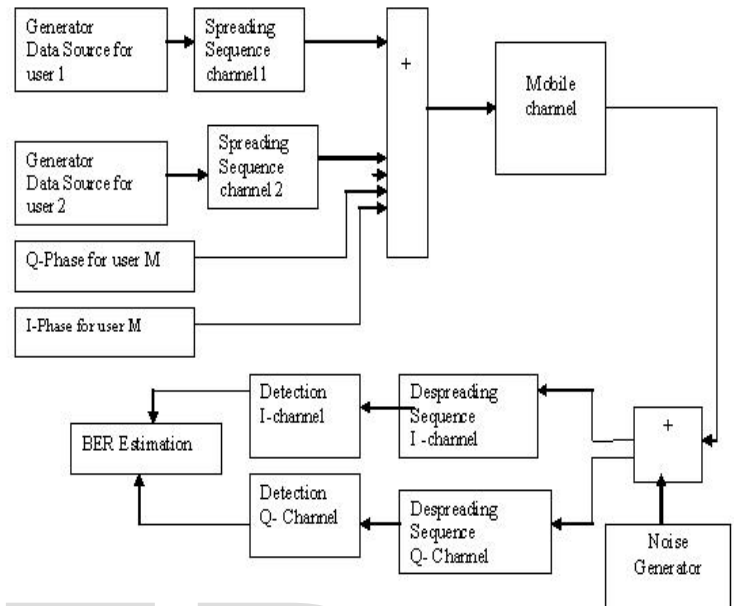 Generator
Data Source for
user 1
Spreading
Sequence
channel 1
+
Mobile
channel
Generator
Data Source for
user 2
Spreading
Sequence
channel 2
Q-Phase for user M
I-Phase for user M
Detection
I-channel
Despreading
Sequence
I -channel
+
BER Estimation
Detection
Q- Channel
Despreading
Sequence
Q- Channel
Noise
Generator